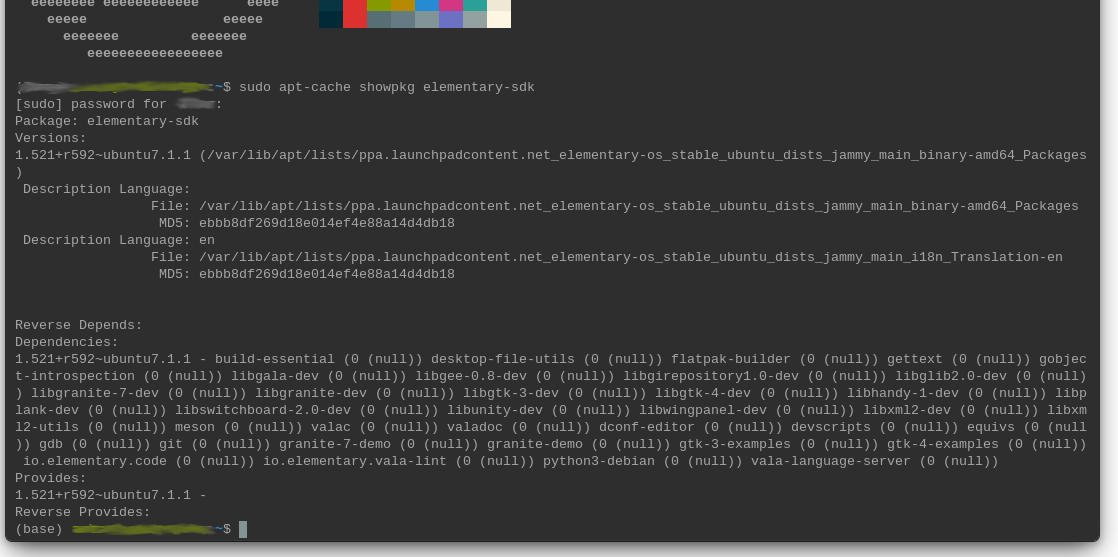 eeeeeeee eeeeeeeeeeee      eeee
eeeee                 eeeee
eeeeeee         eeeeeee
eeeeeeeeeeeeeeeee
~$ sudo apt-cache showpkg elementary-sdk
[sudo] password for :
Package: elementary-sdk
Versions:
1.521+r592~ubuntu7.1.1 (/var/lib/apt/lists/ppa.launchpadcontent.net_elementary-os_stable_ubuntu_dists_jammy_main_binary-amd64_Packages
)
Description Language:
File: /var/lib/apt/lists/ppa.launchpadcontent.net_elementary-os_stable_ubuntu_dists_jammy_main_binary-amd64_Packages
MD5: ebbb8df269d18e014ef4e88a14d4db18
Description Language: en
File: /var/lib/apt/lists/ppa.launchpadcontent.net_elementary-os_stable_ubuntu_dists_jammy_main_i18n_Translation-en
MD5: ebbb8df269d18e014ef4e88a14d4db18
Reverse Depends:
Dependencies:
1.521+r592~ubuntu7.1.1 - build-essential (0 (null)) desktop-file-utils (0 (null)) flatpak-builder (0 (null)) gettext (0 (null)) gobjec
t-introspection (0 (null)) libgala-dev (0 (null)) libgee-0.8-dev (0 (null)) libgirepository1.0-dev (0 (null)) libglib2.0-dev (0 (null)
) libgranite-7-dev (0 (null)) libgranite-dev (0 (null)) libgtk-3-dev (0 (null)) libgtk-4-dev (0 (null)) libhandy-1-dev (0 (null)) libp
lank-dev (0 (null)) libswitchboard-2.0-dev (0 (null)) libunity-dev (0 (null)) libwingpanel-dev (0 (null)) libxml2-dev (0 (null)) libxm
l2-utils (0 (null)) meson (0 (null)) valac (0 (null)) valadoc (0 (null)) dconf-editor (0 (null)) devscripts (0 (null)) equivs (0 (null
)) gdb (0 (null)) git (0 (null)) granite-7-demo (0 (null)) granite-demo (0 (null)) gtk-3-examples (0 (null)) gtk-4-examples (0 (null))
io.elementary.code (0 (null)) io.elementary.vala-lint (0 (null)) python3-debian (0 (null)) vala-language-server (0 (null))
Provides:
1.521+r592~ubuntu7.1.1 -
Reverse Provides:
(base) ~$